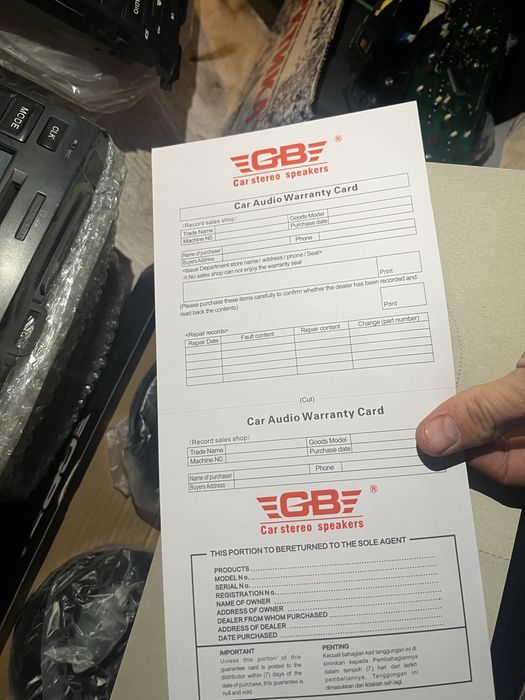 RADIO
MODE
CLK
GB ®
Car stereo speakers
Car Audio Warranty Card
(Record sales shop)
Trade Name
Goods Model
Machine NO.
Purchase date
Name of purchaser
Phone
Buyers Address
<Issue Department store name / address / phone / Seal>
※No sales shop can not enjoy the warranty seal
Print
(Please purchase these items carefully to confirm whether the dealer has been recorded and
read back the contents)
Print
<Repair records>
Repair Date Fault content Repair content Change (part number)
(Cut)
Car Audio Warranty Card
(Record sales shop)
Trade Name
Goods Model
Machine NO.
Purchase date
Name of purchaser
Phone
Buyers Address
GB ®
Car stereo speakers
THIS PORTION TO BERETURNED TO THE SOLE AGENT
PRODUCTS
MODEL No.
SERIAL No.
REGISTRATION No.
NAME OF OWNER
ADDRESS OF OWNER
DEALER FROM WHOM PURCHASED
ADDRESS OF DEALER
DATE PURCHASED
IMPORTANT
Unless this portion' of this
guarantee card is posted to the
distributor within (7) days of the
date of purchase, this guarantee is
null and void.
PENTING
Kecuali bahagian kad tanggungan ini di
kirimkan kapada Pembahagiannya
dalam tempoh (7) hari dari tarikh
pembeliannya, Tanggongan ini
dimasukkan dan tidaklah sah lagi.